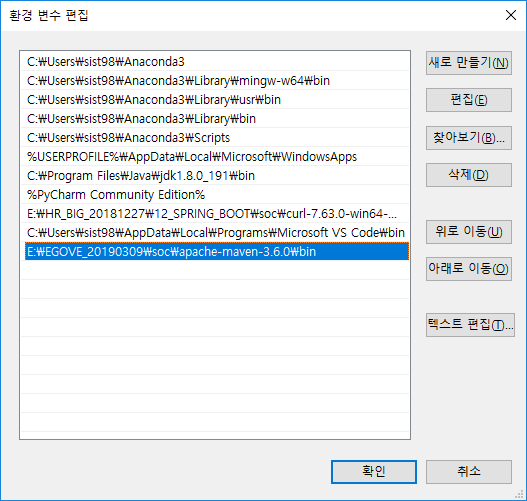 환경 변수 편집
C:₩Users₩sist98₩Anaconda3
C:₩Users₩sist98₩Anaconda3₩Library₩mingw-w64₩bin
C:₩Users₩sist98₩Anaconda3₩Library₩usr₩bin
C:₩Users₩sist98₩Anaconda3₩Library₩bin
C:₩Users₩sist98₩Anaconda3₩Scripts
%USERPROFILE%₩AppData₩Local₩Microsoft₩WindowsApps
C:₩Program Files₩Java₩jdk1.8.0_191₩bin
%PyCharm Community Edition%
E:₩HR_BIG_20181227₩12_SPRING_BOOT₩soc₩curl-7.63.0-win64-...
C:₩Users₩sist98₩AppData₩Local₩Programs₩Microsoft VS Code₩bin
E:₩EGOVE_20190309₩soc₩apache-maven-3.6.0₩bin
새로 만들기(N)
편집(E)
찾아보기(B)...
삭제(D)
위로 이동(U)
아래로 이동(O)
텍스트 편집(T)...
확인
취소